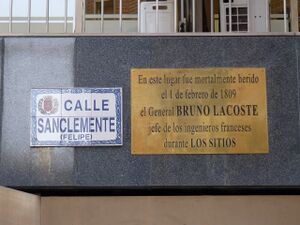 CALLE
SANCLEMENTE
(FELIPE)
En este lugar fue mortalmente herido
el 1 de febrero de 1809
el General BRUNO LACOSTE
jefe de los ingenieros franceses
durante LOS SITIOS